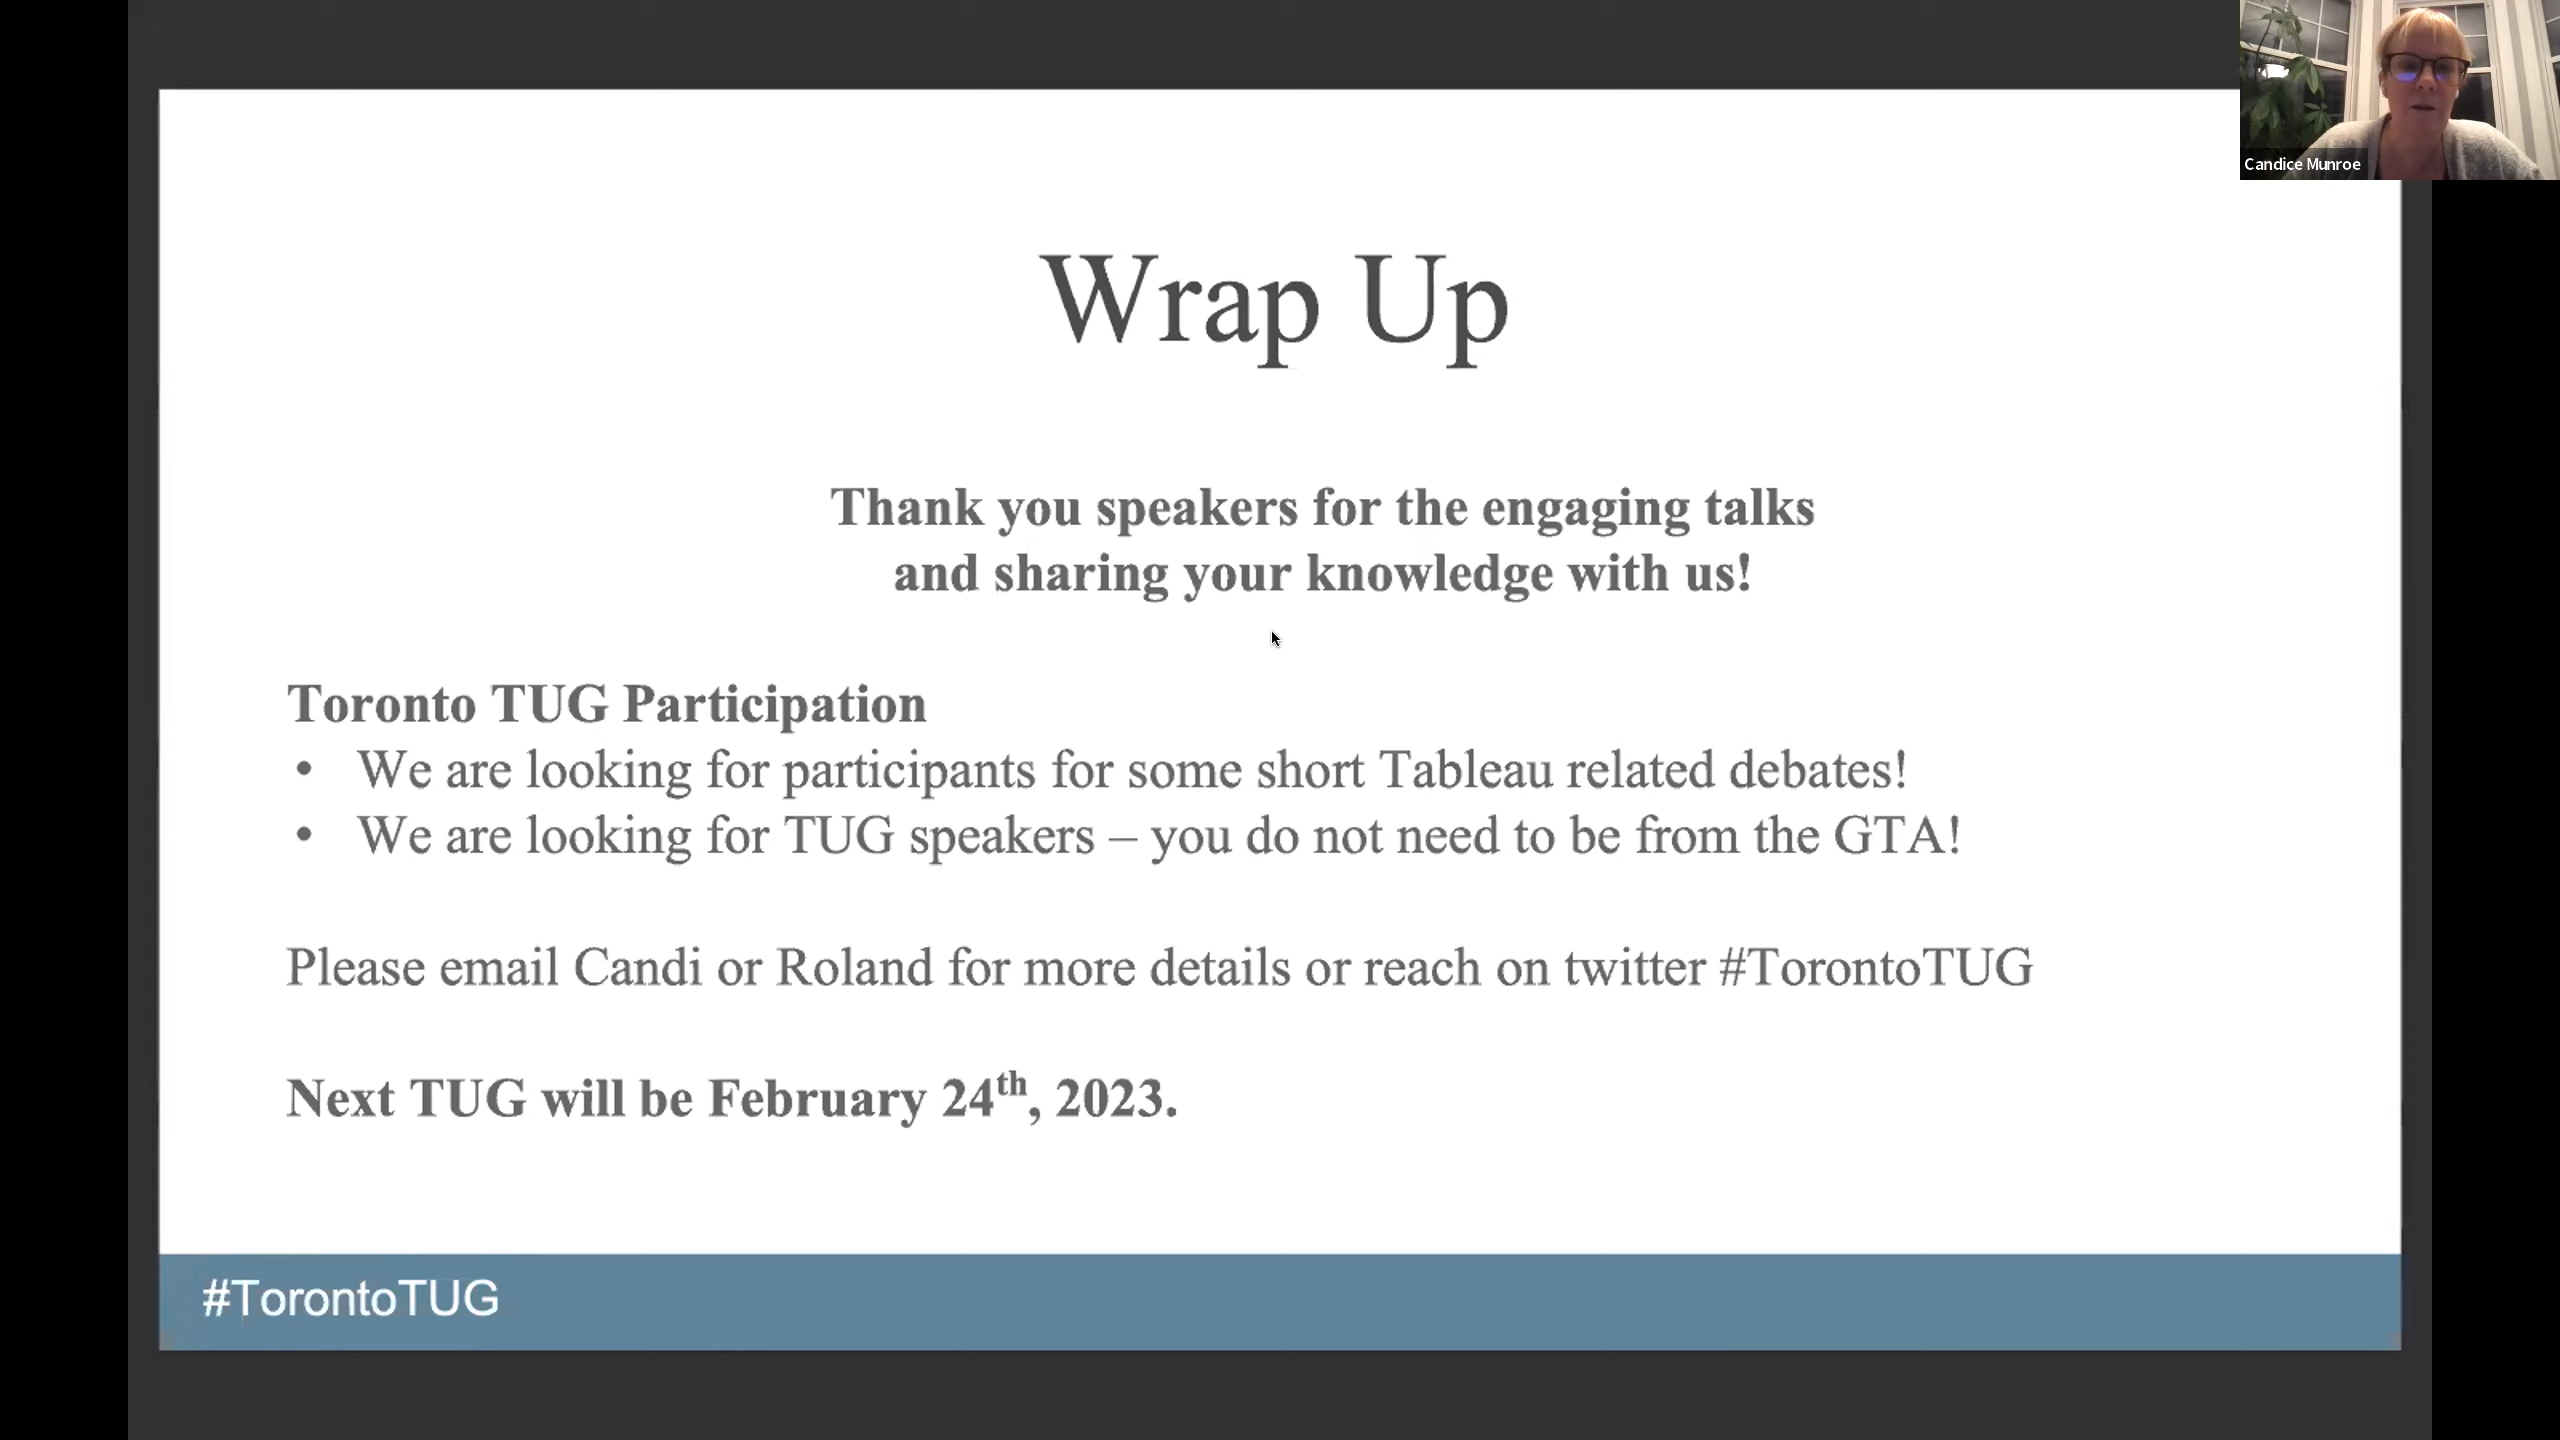 Candice Munroe
Wrap Up
Thank you speakers for the engaging talks
and sharing your knowledge with us!
Toronto TUG Participation
• We are looking for participants for some short Tableau related debates!
• We are looking for TUG speakers – you do not need to be from the GTA!
Please email Candi or Roland for more details or reach on twitter #TorontoTUG
Next TUG will be February 24th, 2023.
#TorontoTUG